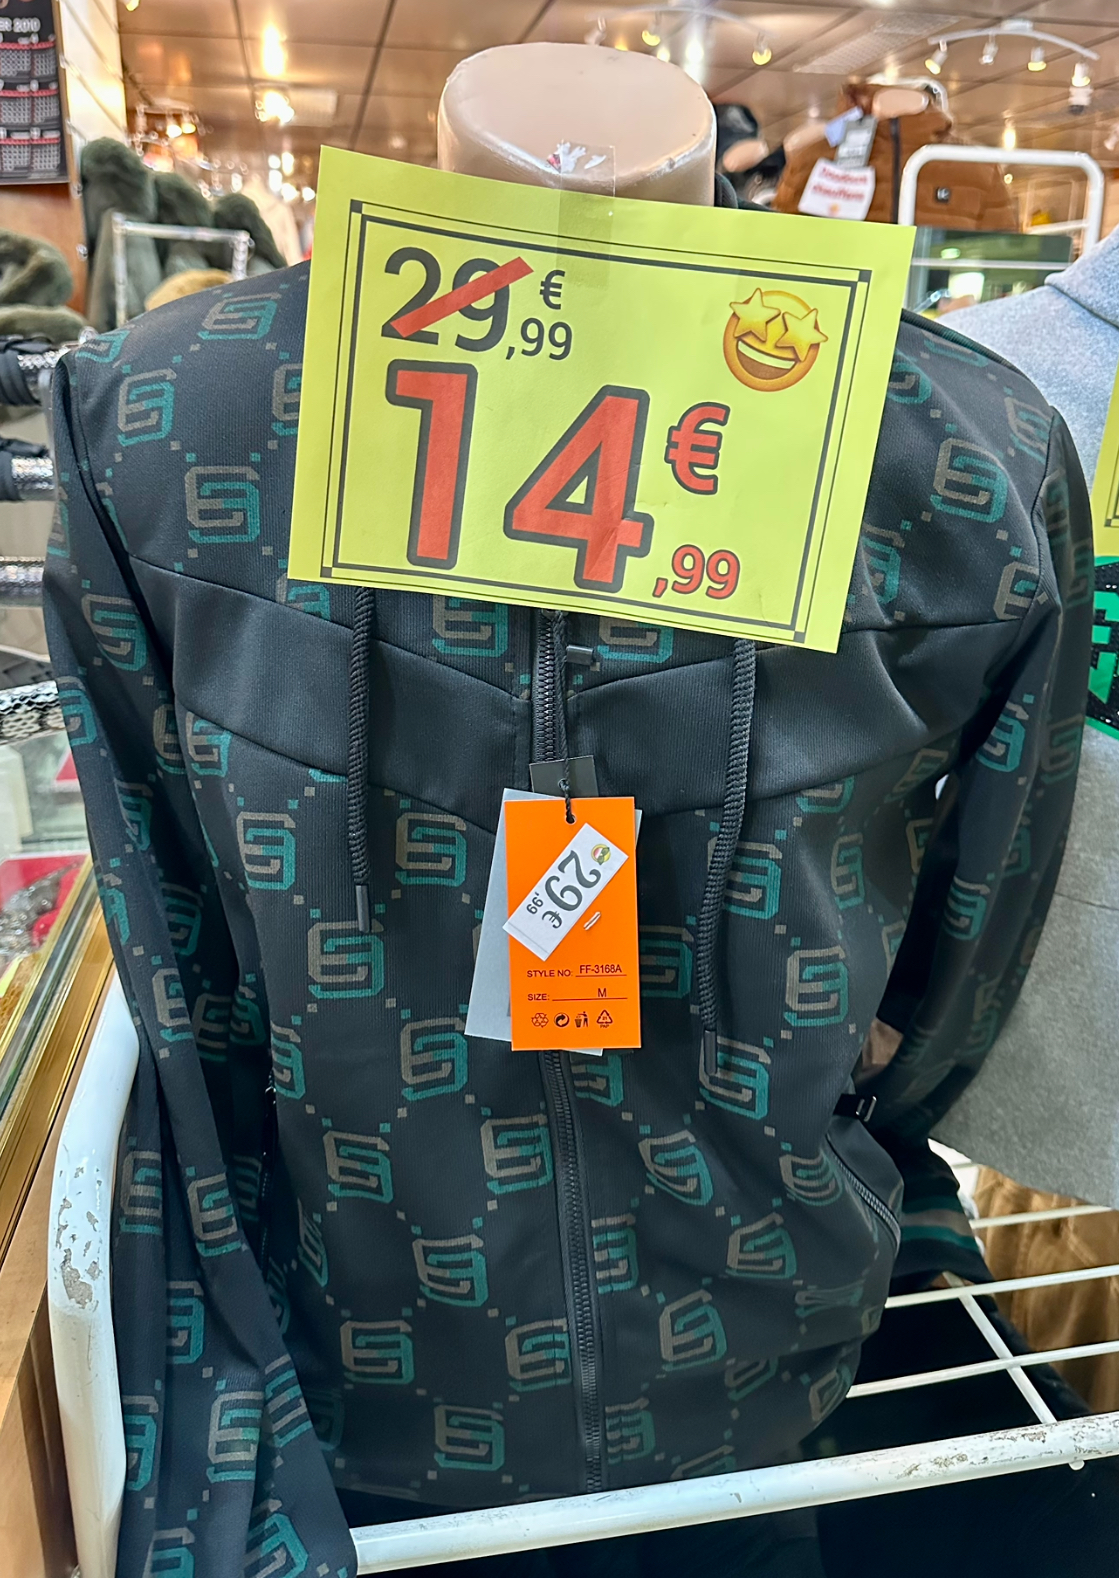 29,99 €
14,99 €
29€,99
STYLE NO: FF-3168A
SIZE: M